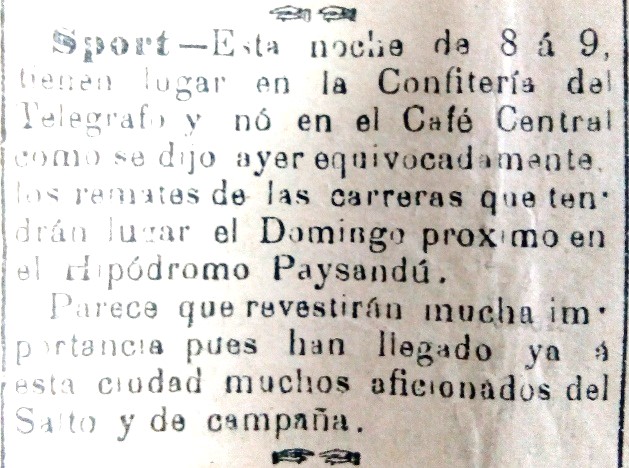 Sport—Esta noche de 8 á 9,
tienen lugar en la Confitería del
Telegrafo y nó en el Café Central
como se dijo ayer equivocadamente,
los remates de las carreras que ten-
drán lugar el Domingo proximo en
el Hipódromo Paysandú.
Parece que revestirán mucha im-
portancia pues han llegado ya á
esta ciudad muchos aficionados del
Salto y de campaña.